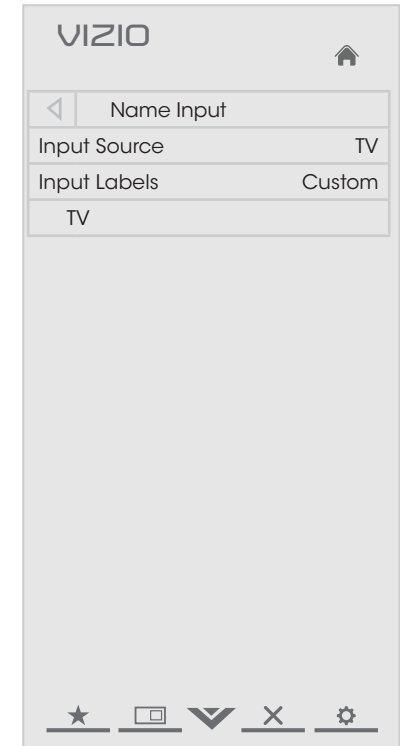 VIZIO
Name Input
Input Source TV
Input Labels Custom
TV